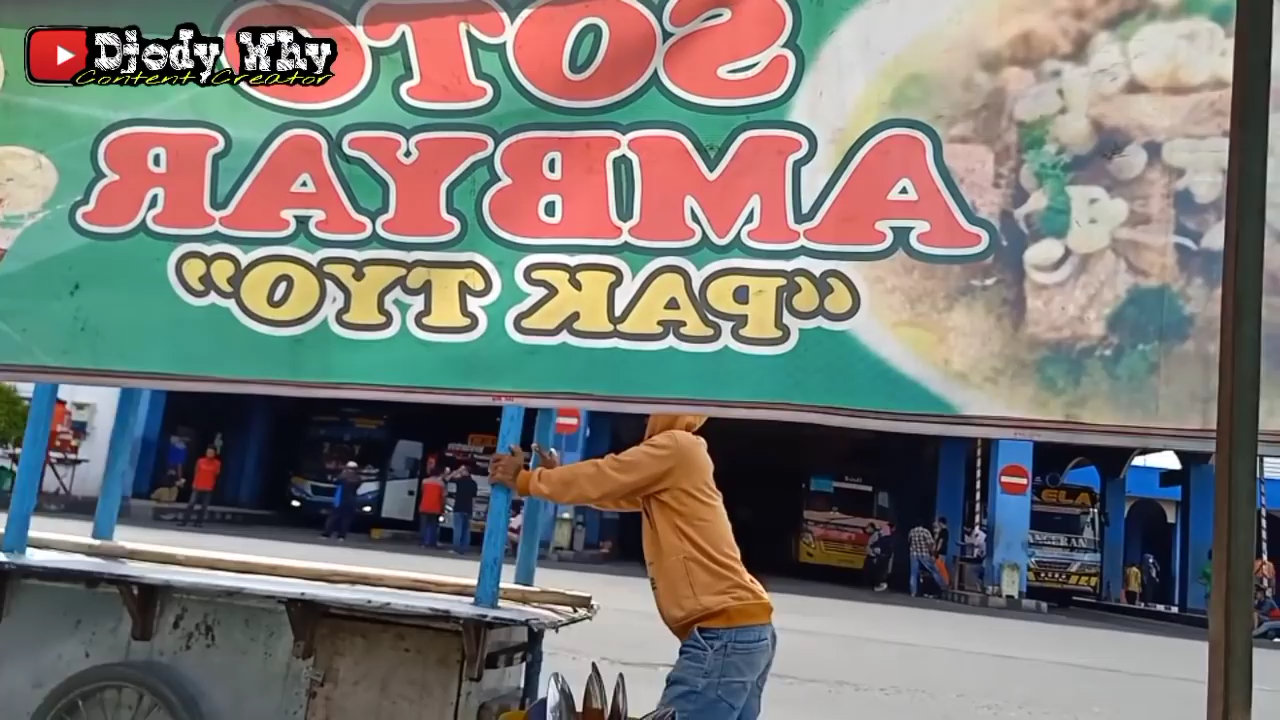 Djody Why
Content Creator
SOTO
AMBYAR
"PAK TYO"
ELA